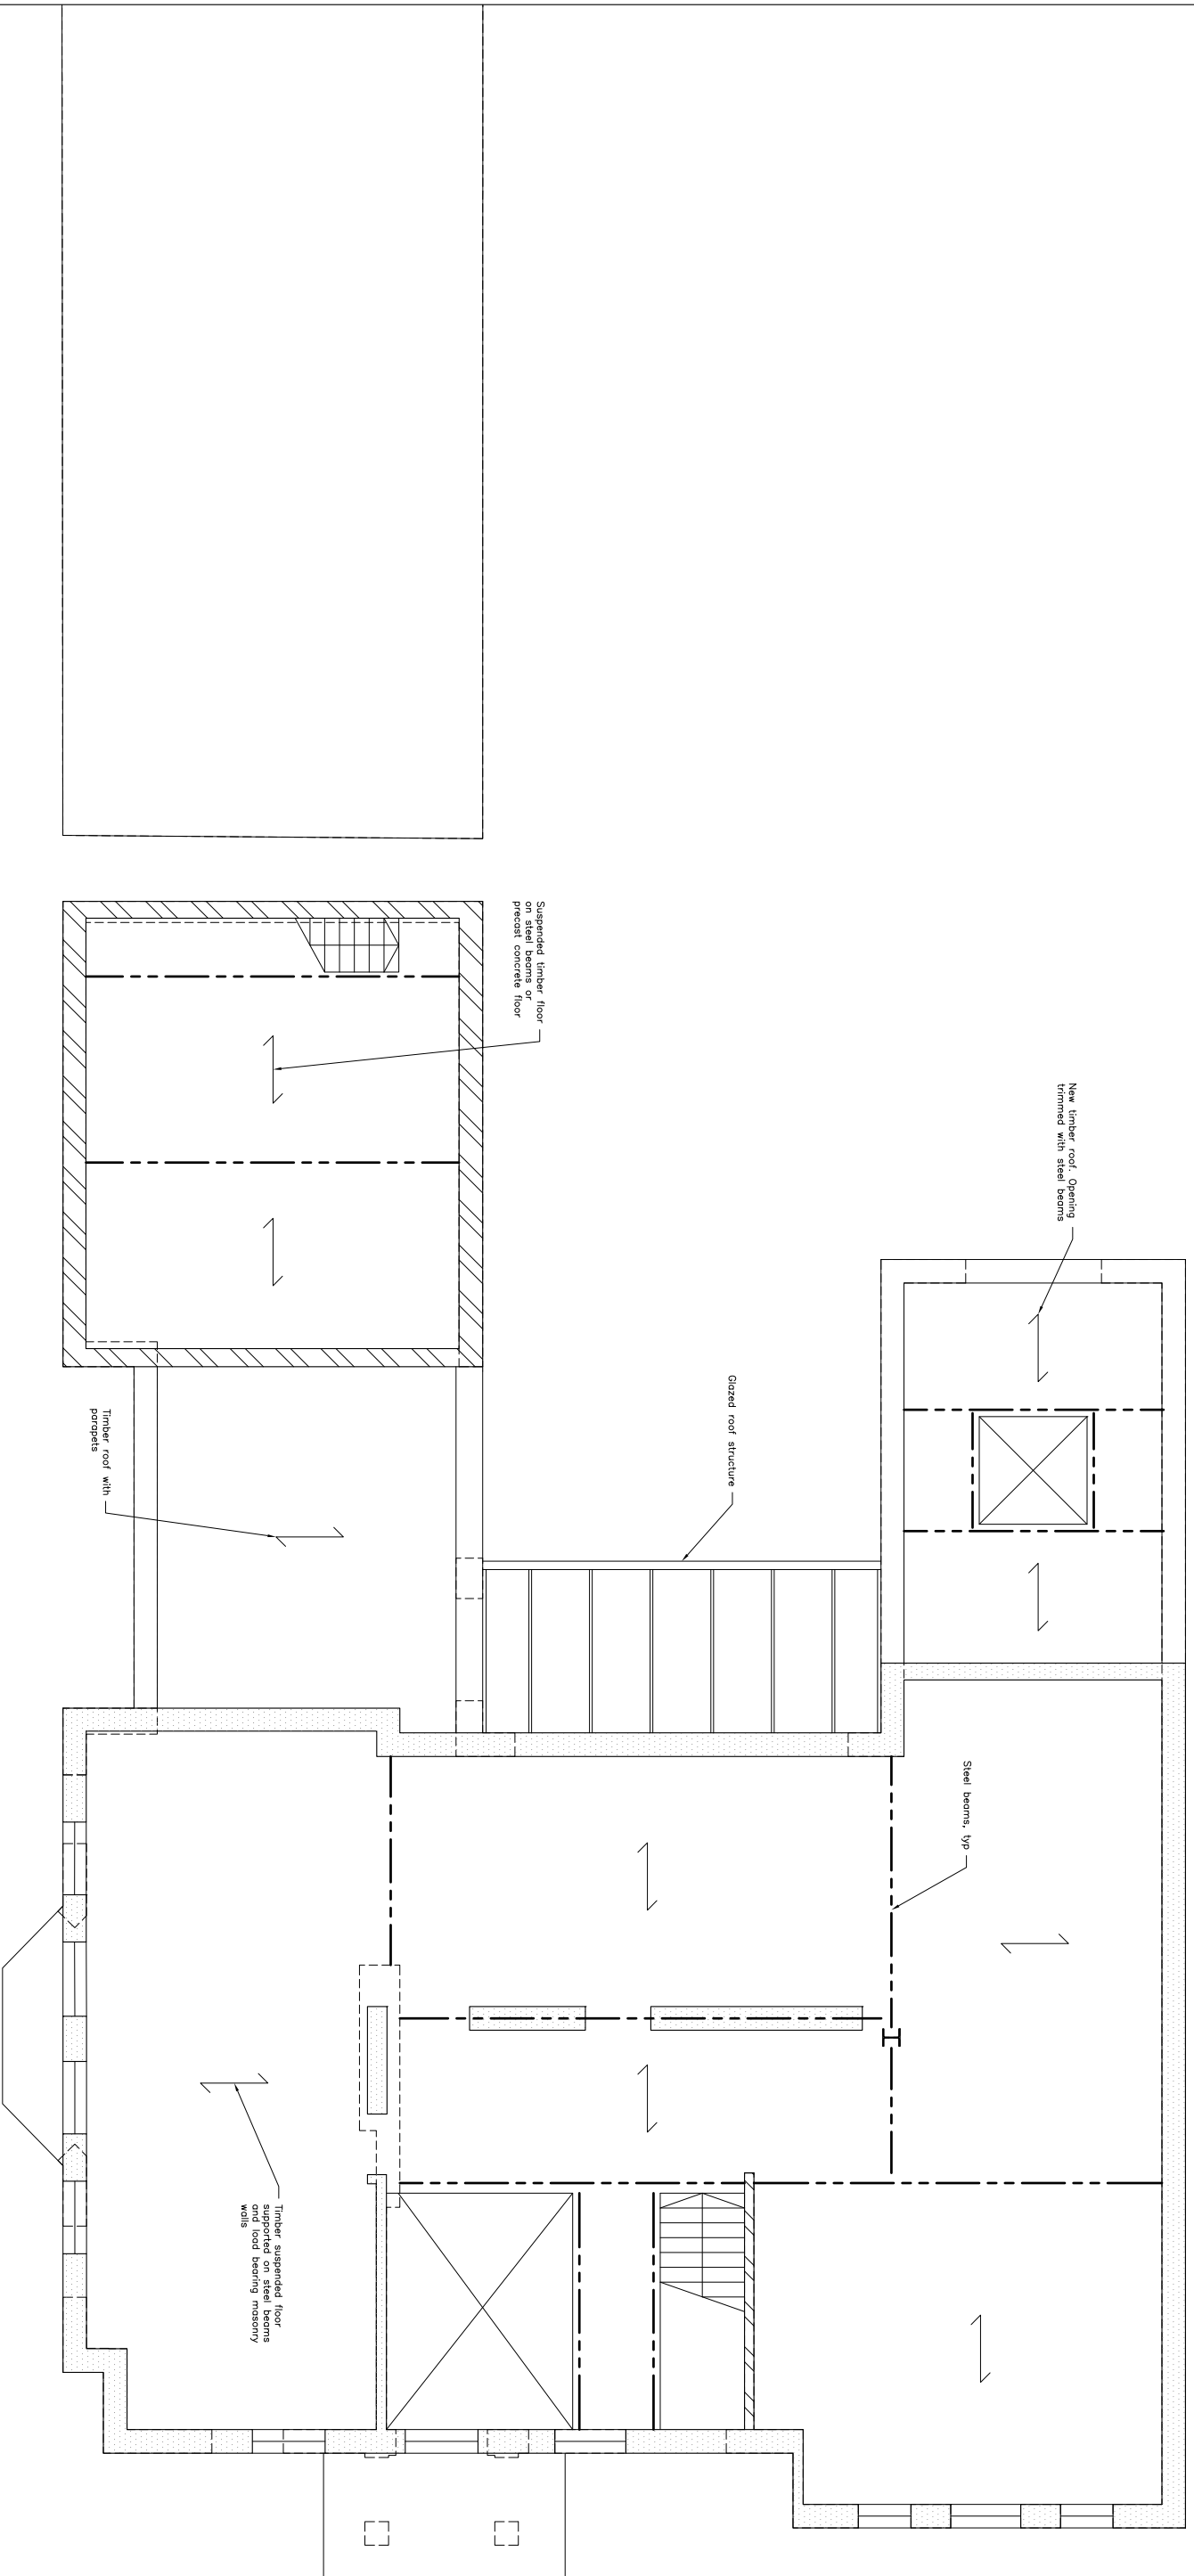 New timber roof. Opening
trimmed with steel beams
Steel beams, typ
Glazed roof structure
Suspended timber floor
on steel beams or
precast concrete floor
Timber suspended floor
supported on steel beams
and load bearing masonry
walls
Timber roof with
parapets